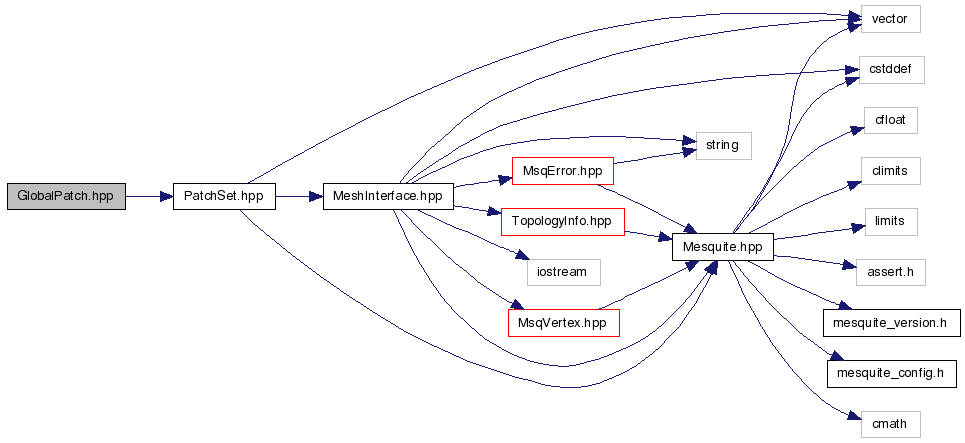 GlobalPatch.hpp
PatchSet.hpp
MeshInterface.hpp
MsqError.hpp
TopologyInfo.hpp
iostream
MsqVertex.hpp
string
Mesquite.hpp
vector
cstddef
cfloat
climits
limits
assert.h
mesquite_version.h
mesquite_config.h
cmath